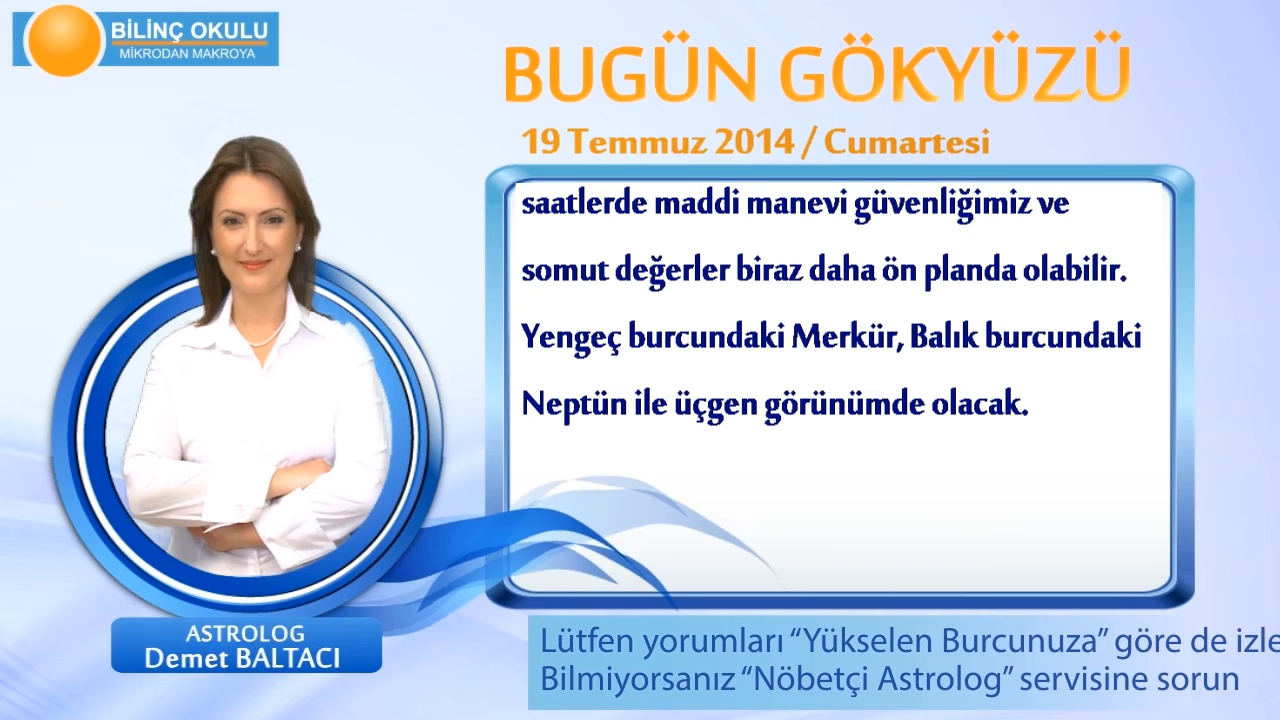 BİLİNÇ OKULU
MİKRODAN MAKROYA
BUGÜN GÖKYÜZÜ
19 Temmuz 2014 / Cumartesi
saatlerde maddi manevi güvenliğimiz ve
somut değerler biraz daha ön planda olabilir.
Yengeç burcundaki Merkür, Balık burcundaki
Neptün ile üçgen görünümde olacak.
ASTROLOG
Demet BALTACI
Lütfen yorumları “Yükselen Burcunuza” göre de izle
Bilmiyorsanız “Nöbetçi Astrolog” servisine sorun